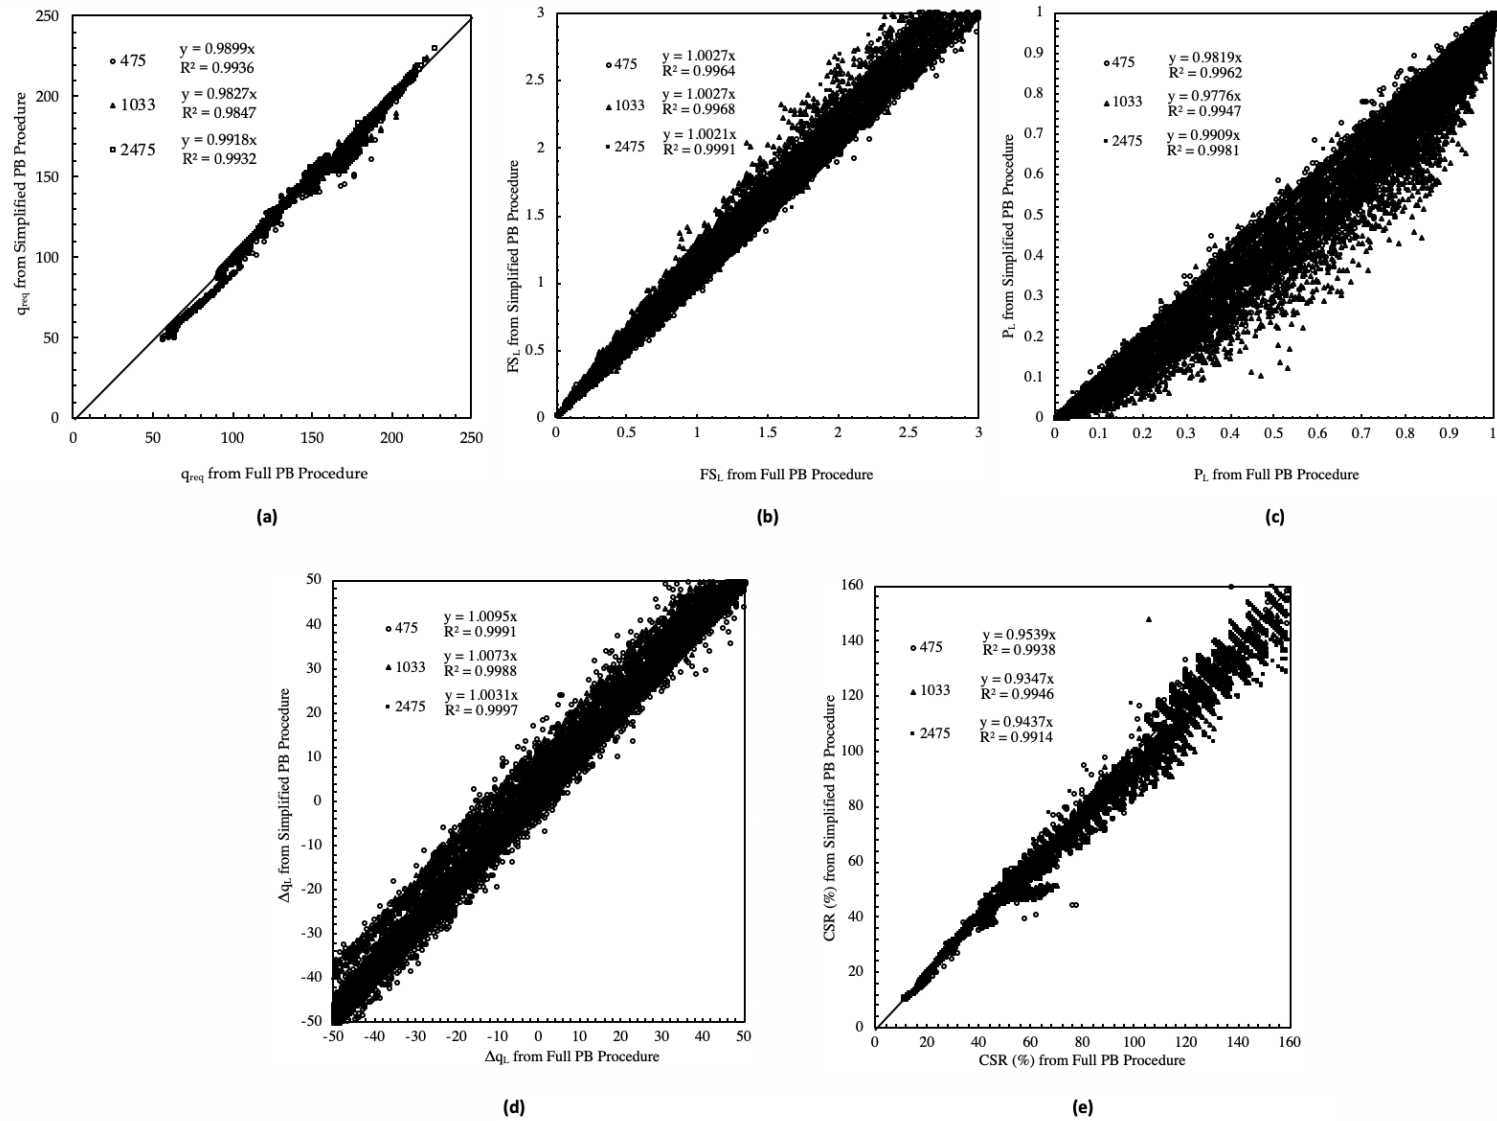 250
200
150
100
50
0
0 50 100 150 200 250
qreq from Simplified PB Proedure
qreq from Full PB Procedure
475 y = 0.9899x
R² = 0.9936
1033 y = 0.9827x
R² = 0.9847
2475 y = 0.9918x
R² = 0.9932
(a)
3
2.5
2
1.5
1
0.5
0
0 0.5 1 1.5 2 2.5 3
FSL from Simplified PB Procedure
FSL from Full PB Procedure
475 y = 1.0027x
R² = 0.9964
1033 y = 1.0027x
R² = 0.9968
2475 y = 1.0021x
R² = 0.9991
(b)
1
0.9
0.8
0.7
0.6
0.5
0.4
0.3
0.2
0.1
0
0 0.1 0.2 0.3 0.4 0.5 0.6 0.7 0.8 0.9 1
PL from Simplified PB Procedure
PL from Full PB Procedure
475 y = 0.9819x
R² = 0.9962
1033 y = 0.9776x
R² = 0.9947
2475 y = 0.9909x
R² = 0.9981
(c)
50
40
30
20
10
0
-10
-20
-30
-40
-50
-50 -40 -30 -20 -10 0 10 20 30 40 50
ΔqL from Simplified PB Procedure
ΔqL from Full PB Procedure
475 y = 1.0095x
R² = 0.9991
1033 y = 1.0073x
R² = 0.9988
2475 y = 1.0031x
R² = 0.9997
(d)
160
140
120
100
80
60
40
20
0
0 20 40 60 80 100 120 140 160
CSR (%) from Simplified PB Procedure
CSR (%) from Full PB Procedure
475 y = 0.9539x
R² = 0.9938
1033 y = 0.9347x
R² = 0.9946
2475 y = 0.9437x
R² = 0.9914
(e)